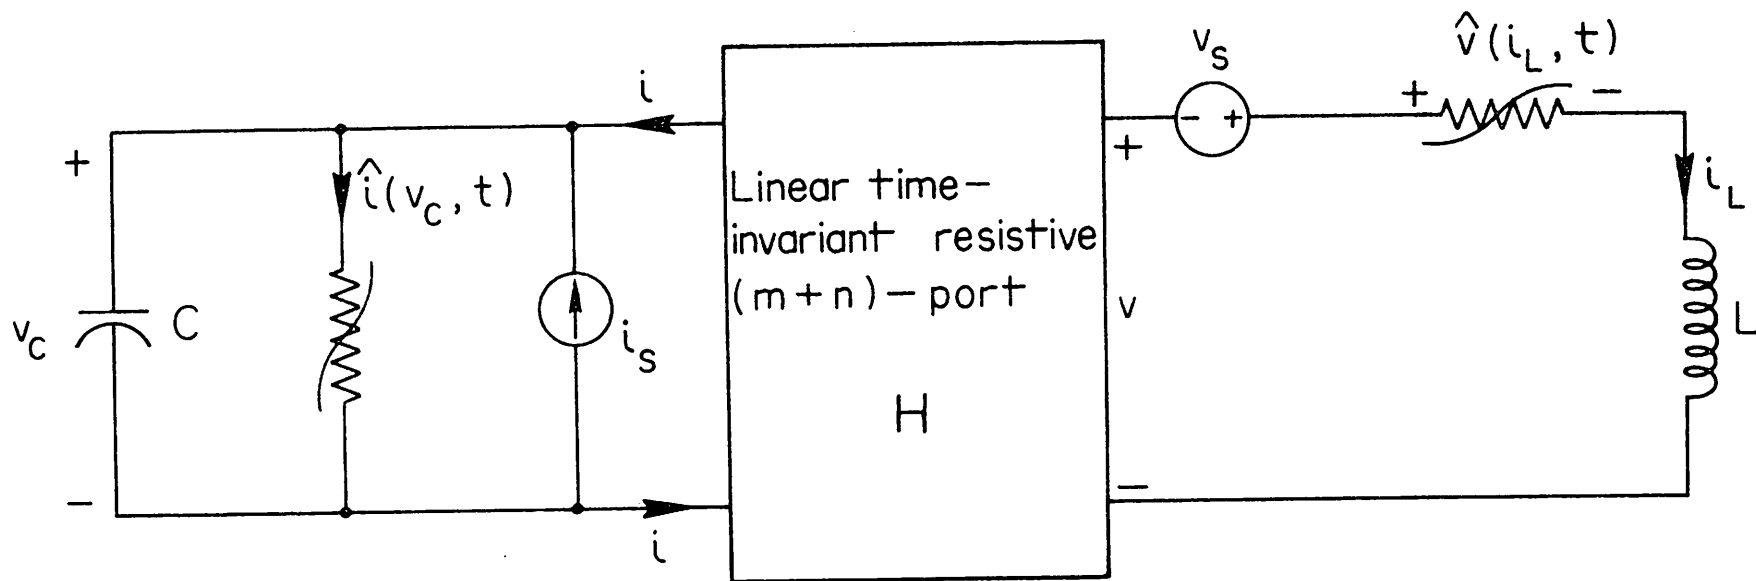 i
v_S
v̂(i_L, t)
+ -
- +
+
+
î(v_C, t)
Linear time-
invariant resistive
(m+n)-port
i_L
v_C
C
i_S
v
L
H
-
-
i